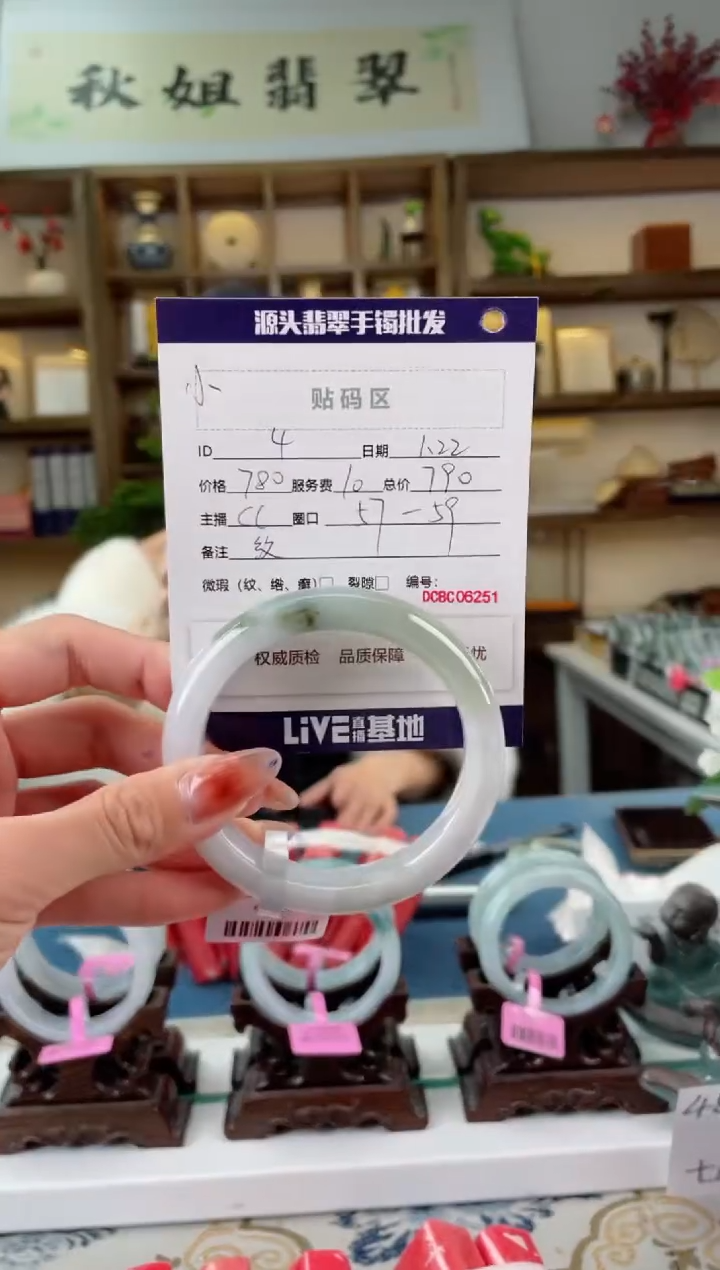 秋姐翡翠
源头翡翠手镯批发
小
贴码区
ID 4 日期 1.22
价格 780 服务费 10 总价 790
主播 CC 圈口 57-59
备注 纹
微瑕（纹、绺、癣）□ 裂隙□ 编号：
DCBC06251
权威质检 品质保障 忧
LiVE直播基地